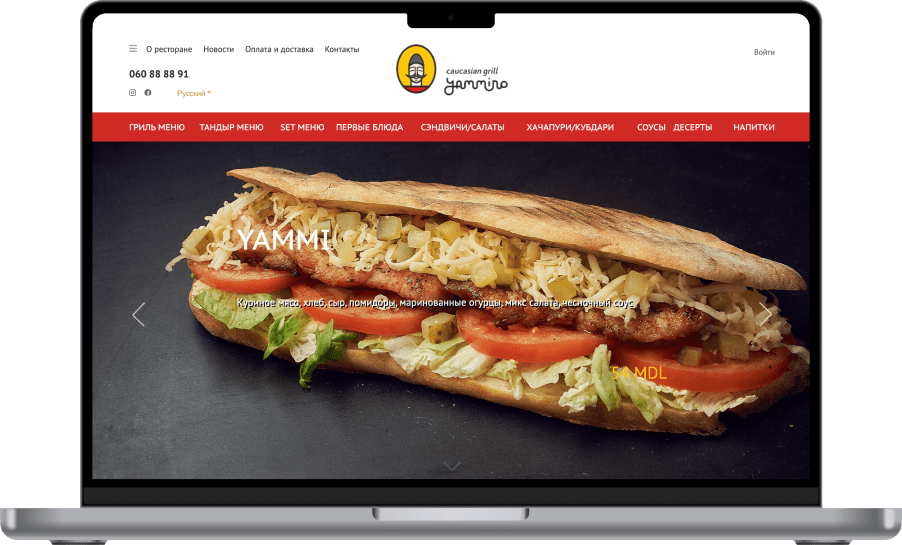 О ресторане Новости Оплата и доставка Контакты
Войти
060 88 88 91
caucasian grill
yammino
Русский
ГРИЛЬ МЕНЮ ТАНДЫР МЕНЮ SET МЕНЮ ПЕРВЫЕ БЛЮДА СЭНДВИЧИ/САЛАТЫ ХАЧАПУРИ/КУБДАРИ СОУСЫ ДЕСЕРТЫ НАПИТКИ
YAMMI
Куриное мясо, хлеб, сыр, помидоры, маринованные огурцы, микс салата, чесночный соус
54 MDL